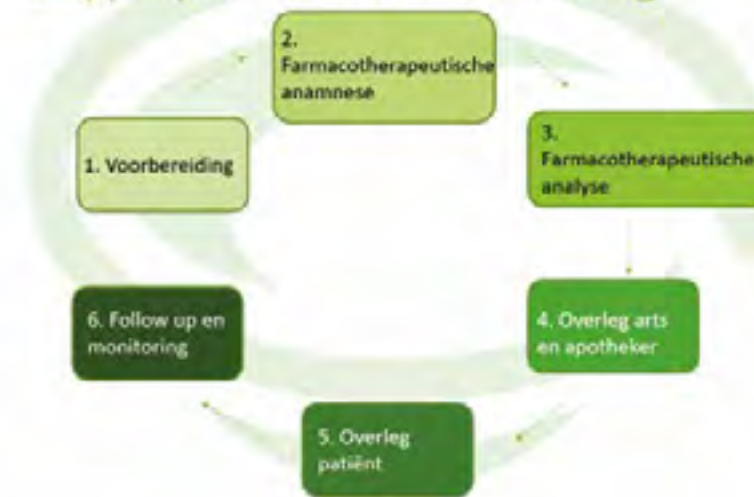 2.
Farmacotherapeutische
anamnese
1. Voorbereiding
3.
Farmacotherapeutische
analyse
4. Overleg arts
en apotheker
5. Overleg
patiënt
6. Follow up en
monitoring